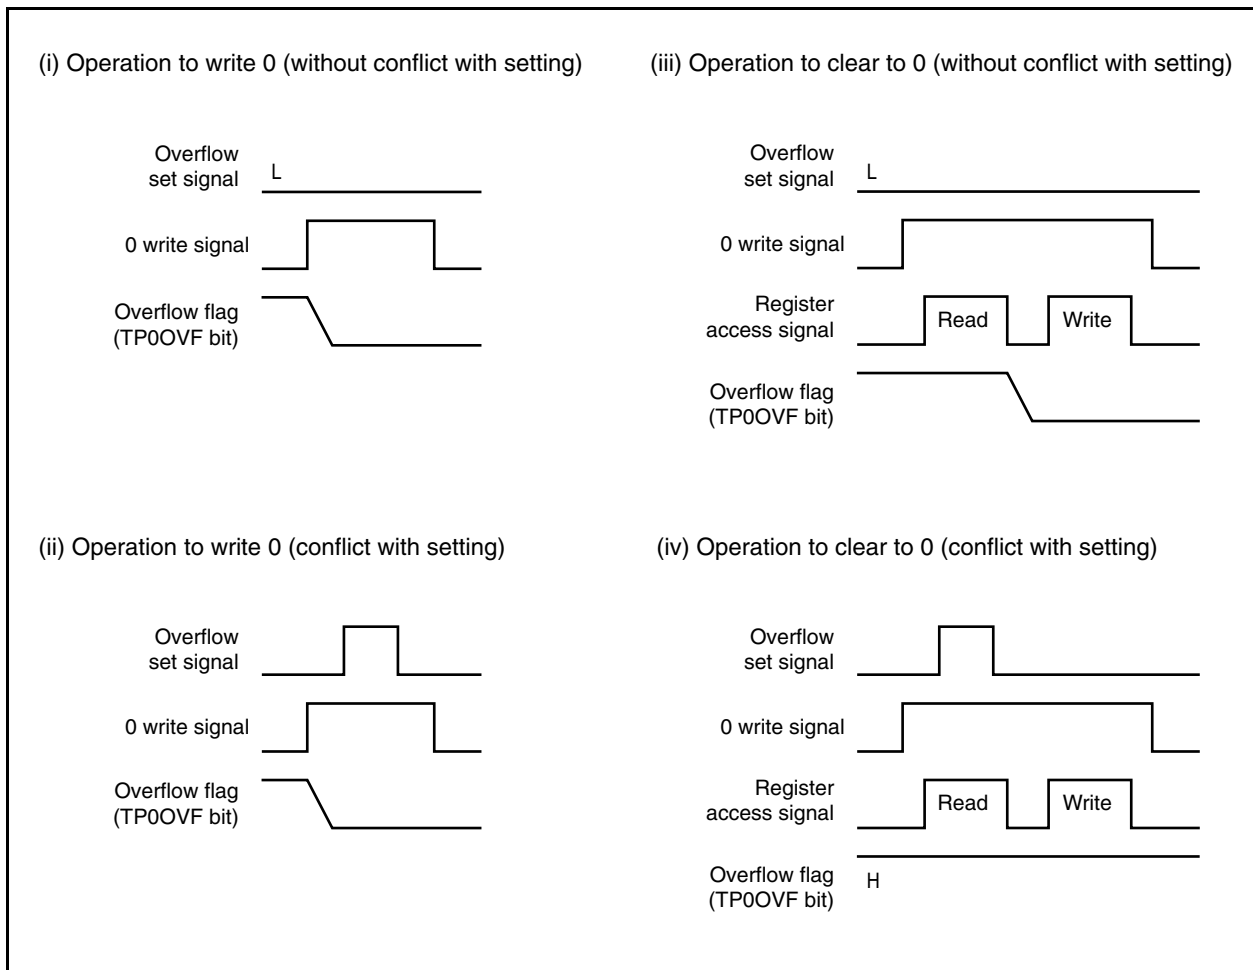 (i) Operation to write 0 (without conflict with setting)
Overflow
set signal
L
0 write signal
Overflow flag
(TP0OVF bit)
(iii) Operation to clear to 0 (without conflict with setting)
Overflow
set signal
L
0 write signal
Register
access signal
Read
Write
Overflow flag
(TP0OVF bit)
(ii) Operation to write 0 (conflict with setting)
Overflow
set signal
0 write signal
Overflow flag
(TP0OVF bit)
(iv) Operation to clear to 0 (conflict with setting)
Overflow
set signal
0 write signal
Register
access signal
Read
Write
Overflow flag
(TP0OVF bit)
H